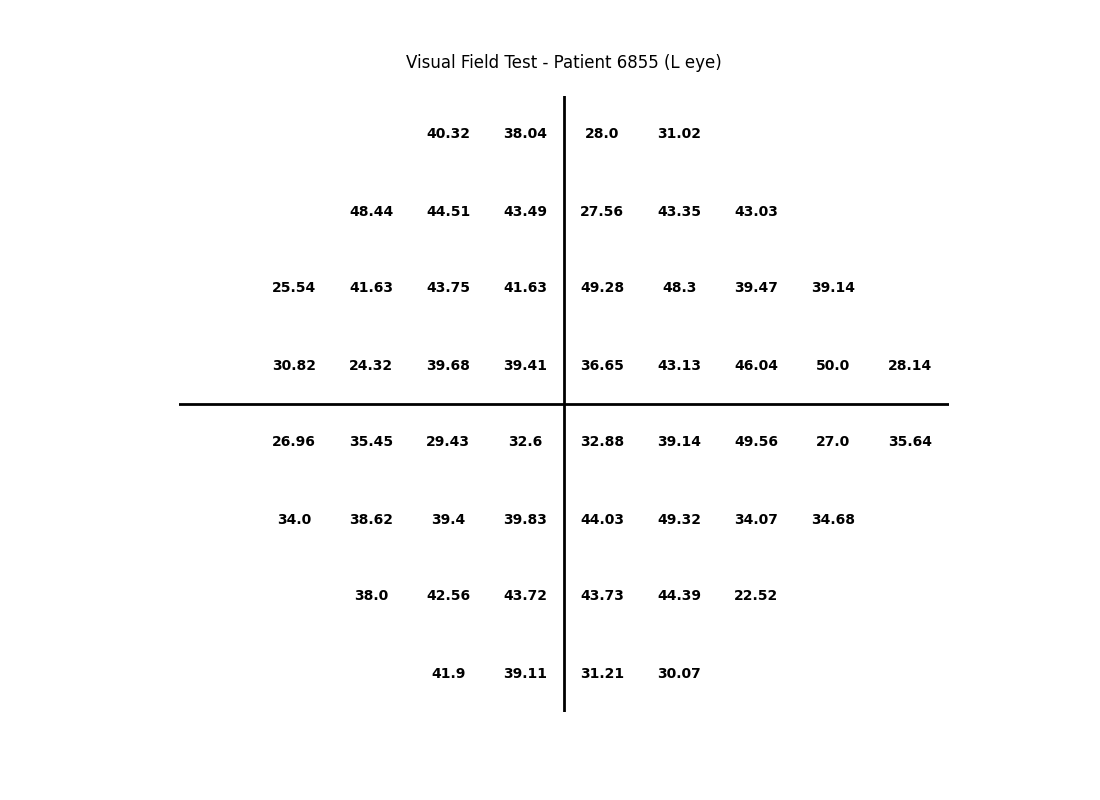 Visual Field Test - Patient 6855 (L eye)
40.32 38.04 28.0 31.02
48.44 44.51 43.49 27.56 43.35 43.03
25.54 41.63 43.75 41.63 49.28 48.3 39.47 39.14
30.82 24.32 39.68 39.41 36.65 43.13 46.04 50.0 28.14
26.96 35.45 29.43 32.6 32.88 39.14 49.56 27.0 35.64
34.0 38.62 39.4 39.83 44.03 49.32 34.07 34.68
38.0 42.56 43.72 43.73 44.39 22.52
41.9 39.11 31.21 30.07